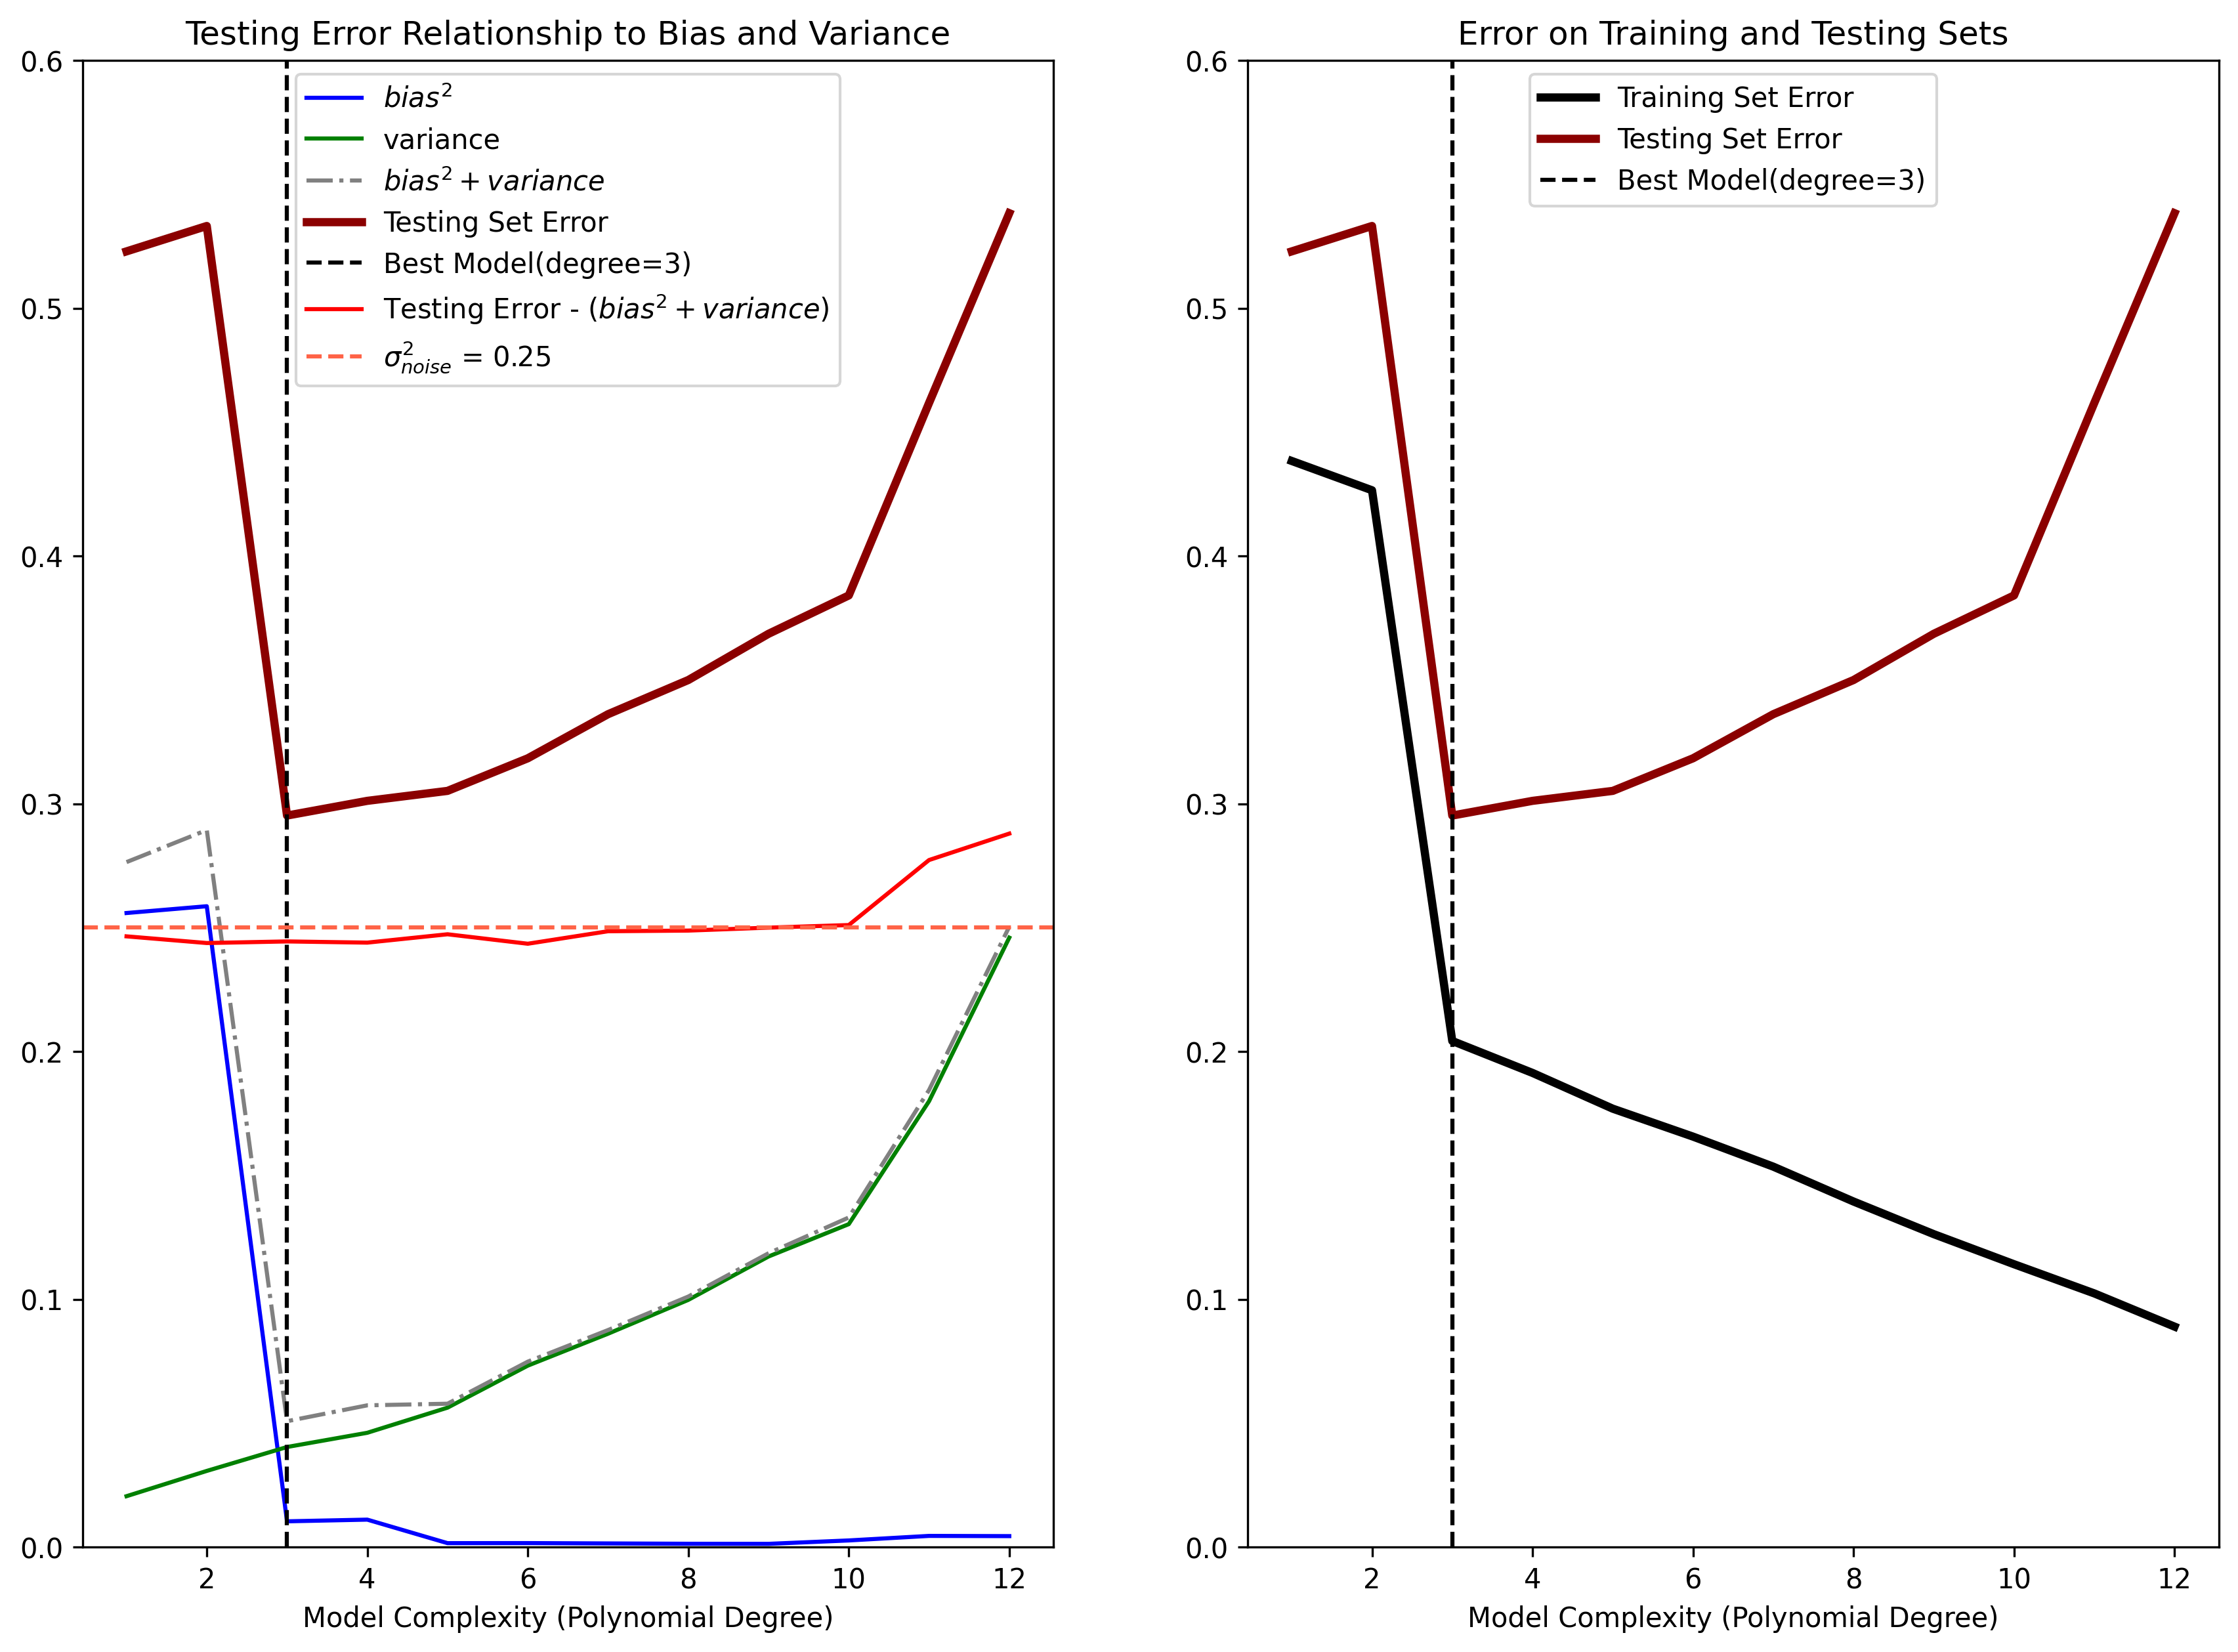 Testing Error Relationship to Bias and Variance
0.6
0.5
0.4
0.3
0.2
0.1
0.0
bias²
variance
bias² + variance
Testing Set Error
Best Model(degree=3)
Testing Error - (bias² + variance)
σ²noise = 0.25
2 4 6 8 10 12
Model Complexity (Polynomial Degree)
Error on Training and Testing Sets
0.6
0.5
0.4
0.3
0.2
0.1
0.0
Training Set Error
Testing Set Error
Best Model(degree=3)
2 4 6 8 10 12
Model Complexity (Polynomial Degree)